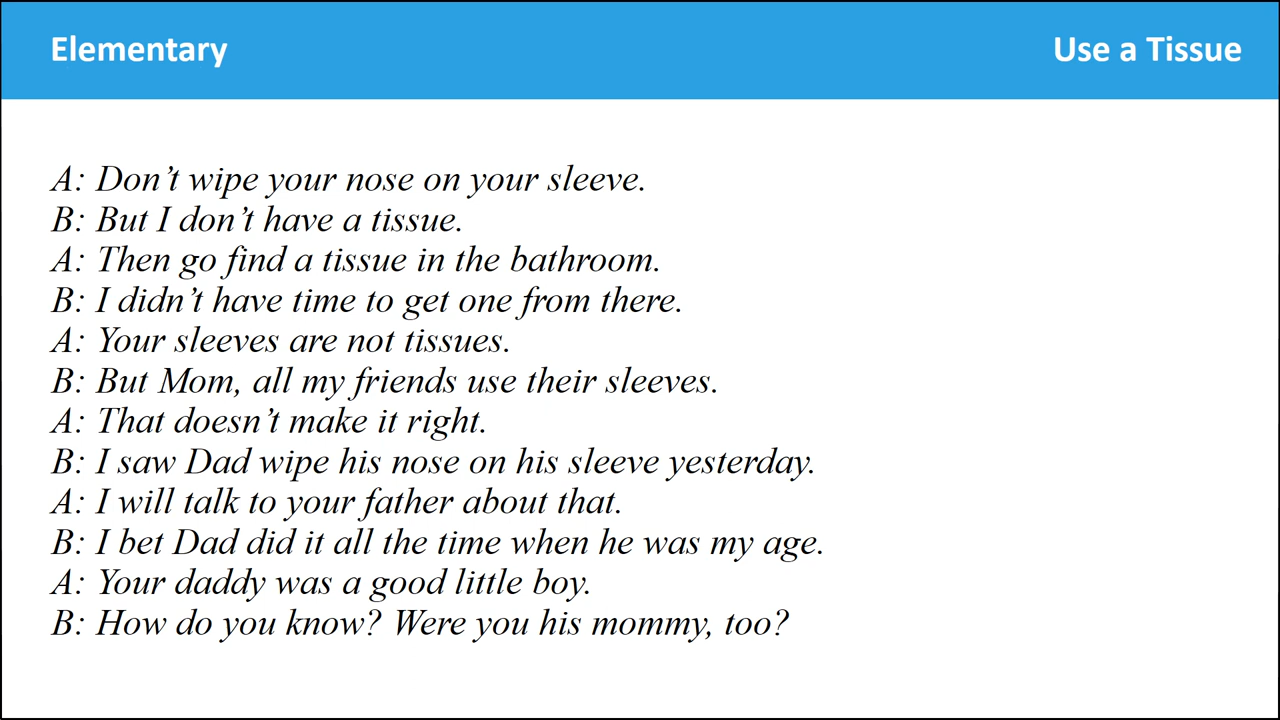 Elementary
Use a Tissue
A: Don’t wipe your nose on your sleeve.
B: But I don’t have a tissue.
A: Then go find a tissue in the bathroom.
B: I didn’t have time to get one from there.
A: Your sleeves are not tissues.
B: But Mom, all my friends use their sleeves.
A: That doesn’t make it right.
B: I saw Dad wipe his nose on his sleeve yesterday.
A: I will talk to your father about that.
B: I bet Dad did it all the time when he was my age.
A: Your daddy was a good little boy.
B: How do you know? Were you his mommy, too?